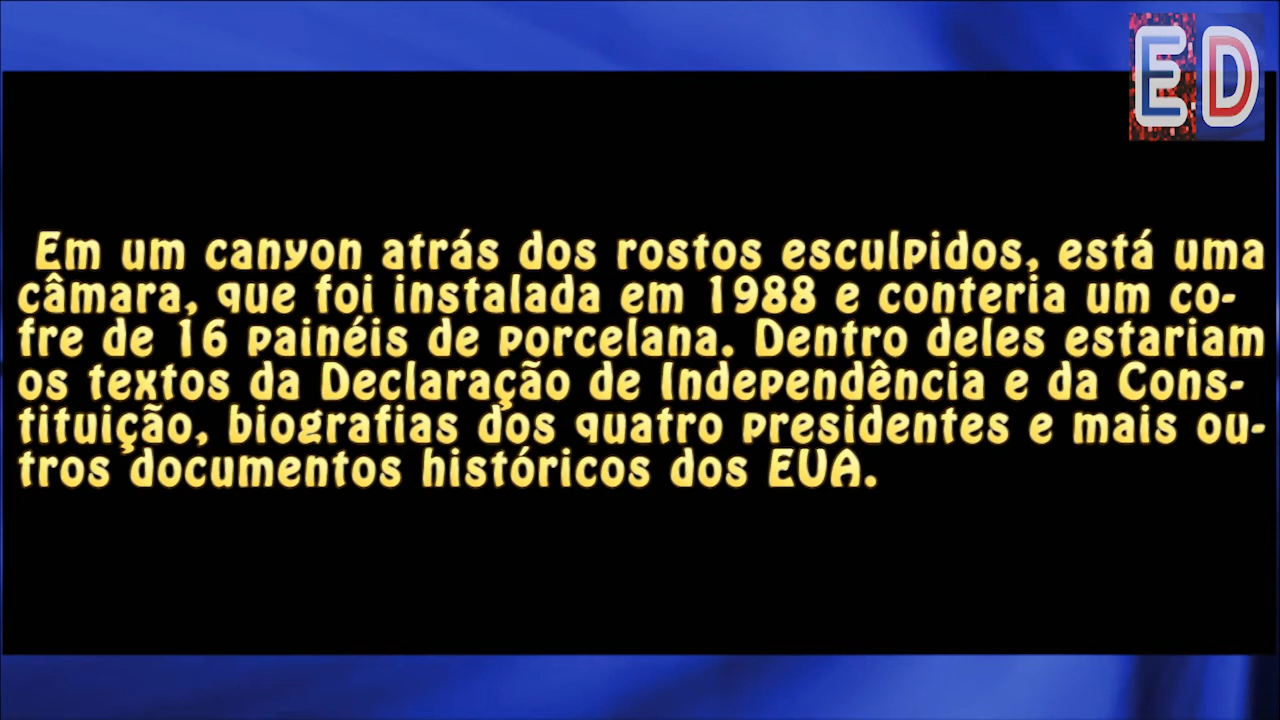 ED
Em um canyon atrás dos rostos esculpidos, está uma
câmara, que foi instalada em 1988 e conteria um co-
fre de 16 painéis de porcelana. Dentro deles estariam
os textos da Declaração de Independência e da Cons-
tituição, biografias dos quatro presidentes e mais ou-
tros documentos históricos dos EUA.